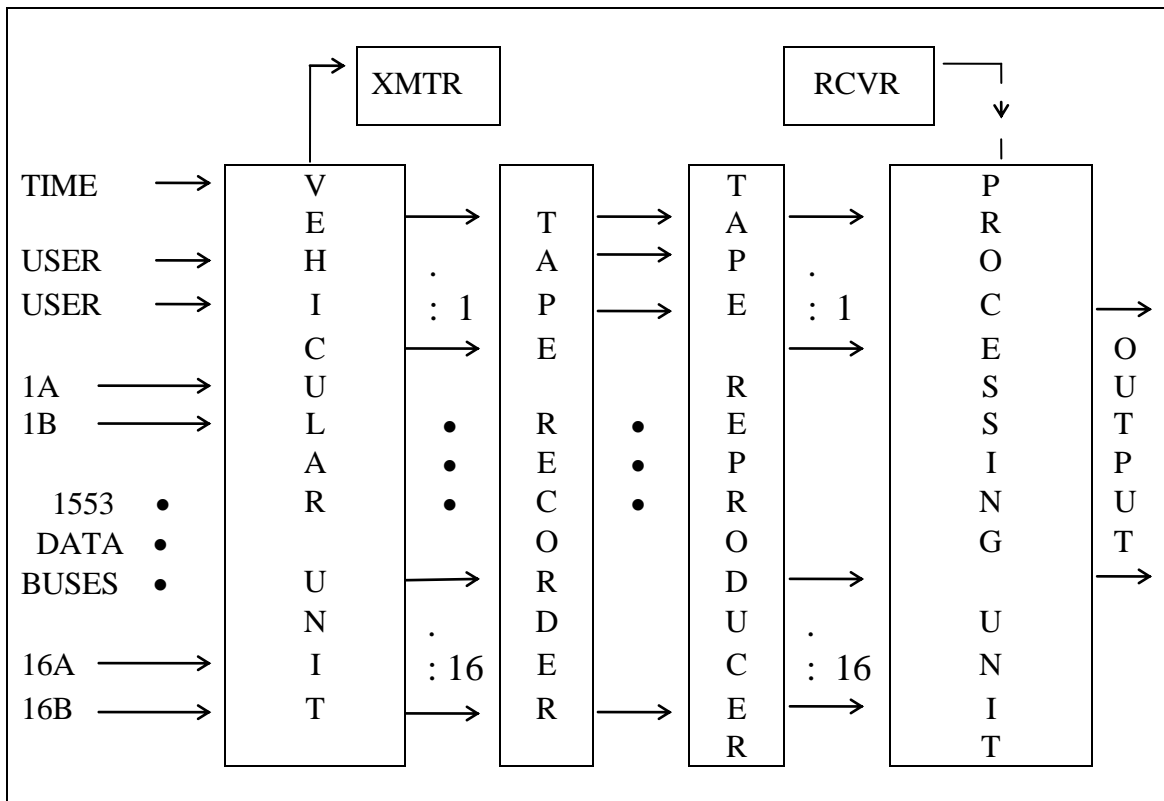 XMTR
RCVR
TIME
USER
USER
1A
1B
1553
DATA
BUSES
16A
16B
VEHICULAR UNIT
: 1
: 16
TAPE RECORDER
TAPE REPRODUCER
: 1
: 16
PROCESSING UNIT
OUTPUT